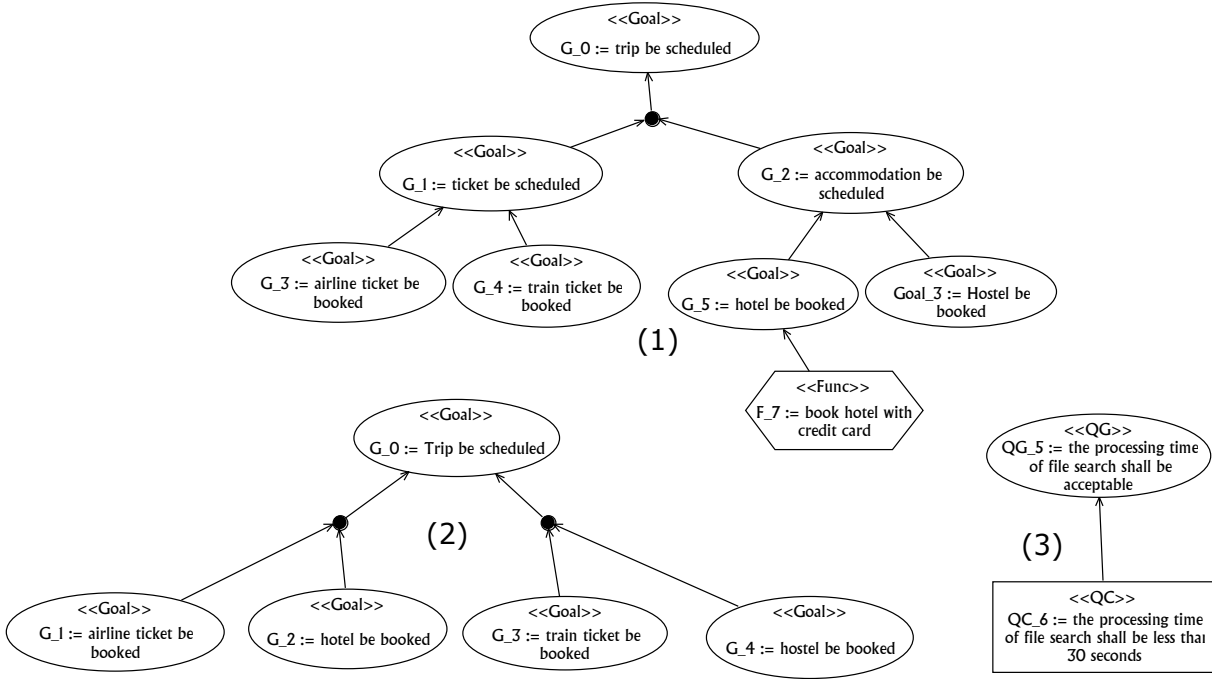 <<Goal>>
G_0 := trip be scheduled
<<Goal>>
G_1 := ticket be scheduled
<<Goal>>
G_2 := accommodation be
scheduled
<<Goal>>
G_3 := airline ticket be
booked
<<Goal>>
G_4 := train ticket be
booked
<<Goal>>
G_5 := hotel be booked
<<Goal>>
Goal_3 := Hostel be
booked
(1)
<<Func>>
F_7 := book hotel with
credit card
<<Goal>>
G_0 := Trip be scheduled
(2)
<<Goal>>
G_1 := airline ticket be
booked
<<Goal>>
G_2 := hotel be booked
<<Goal>>
G_3 := train ticket be
booked
<<Goal>>
G_4 := hostel be booked
<<QG>>
QG_5 := the processing time
of file search shall be
acceptable
(3)
<<QC>>
QC_6 := the processing time
of file search shall be less than
30 seconds